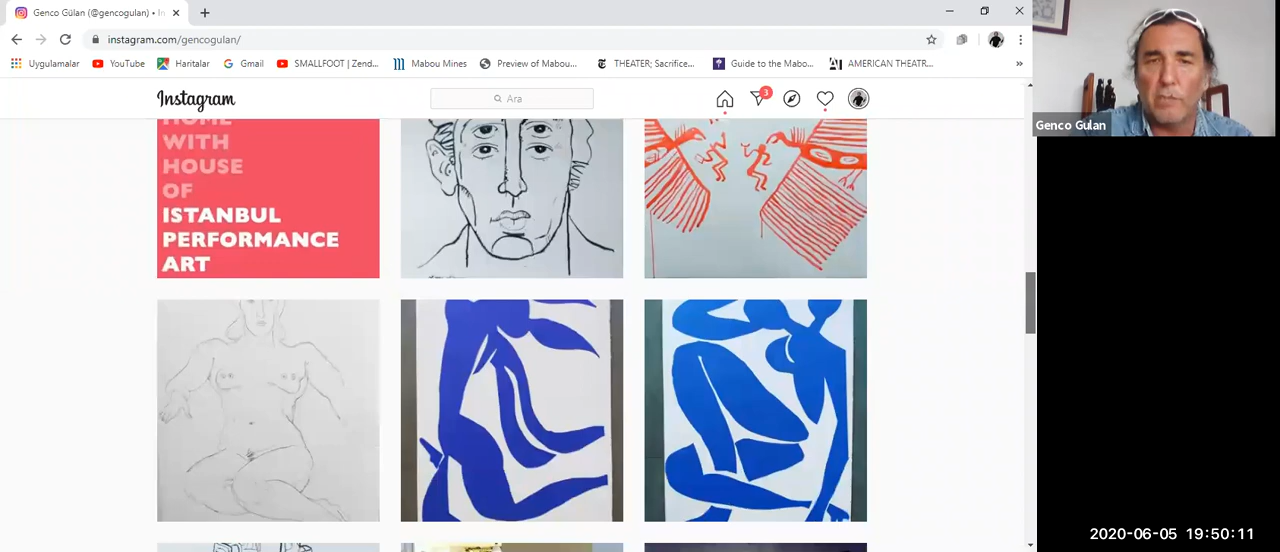 Genco Gülan (@gencogulan) • In
instagram.com/gencogulan/
Uygulamalar
YouTube
Haritalar
Gmail
SMALLFOOT | Zend...
Mabou Mines
Preview of Mabou...
THEATER; Sacrifice...
Guide to the Mabo...
AMERICAN THEATR...
»
Instagram
Ara
3
HOME
WITH
HOUSE
OF
ISTANBUL
PERFORMANCE
ART
Genco Gulan
2020-06-05 19:50:11